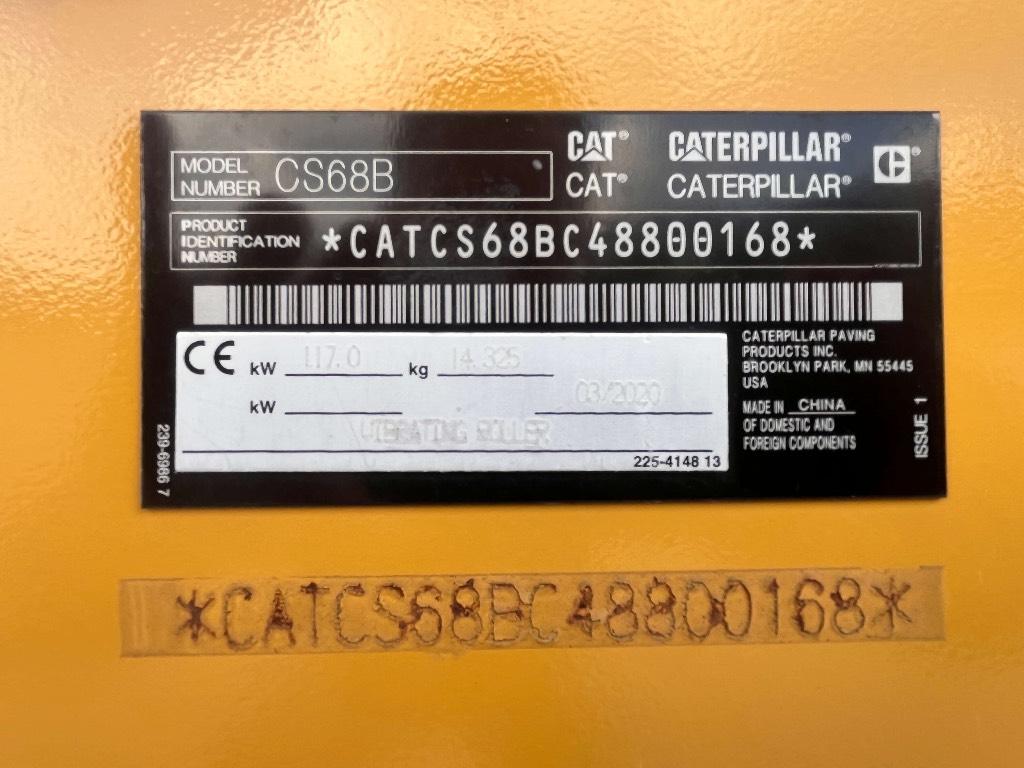 MODEL NUMBER CS68B
CAT® CATERPILLAR®
CAT® CATERPILLAR®
PRODUCT
IDENTIFICATION
NUMBER
*CATCS68BC48800168*
CE kW 117.0 kg 14.325
kW 03/2020
VIBRATING ROLLER
225-4148 13
CATERPILLAR PAVING
PRODUCTS INC.
BROOKLYN PARK, MN 55445
USA
MADE IN CHINA
OF DOMESTIC AND
FOREIGN COMPONENTS
239-6986 7
ISSUE 1
*CATCS68BC48800168*